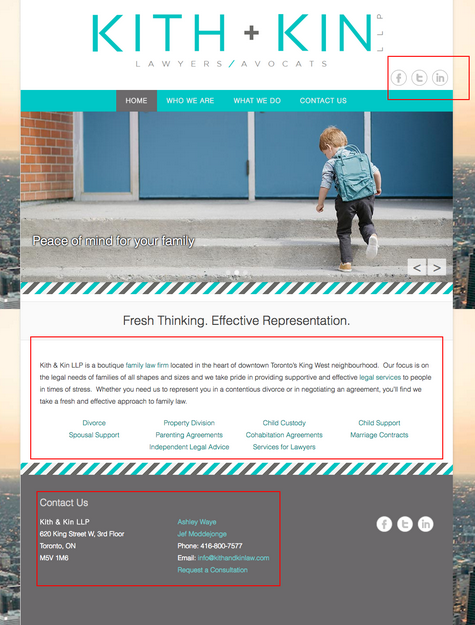 KITH + KIN LLP
LAWYERS/AVOCATS
HOME WHO WE ARE WHAT WE DO CONTACT US
Peace of mind for your family
< >
Fresh Thinking. Effective Representation.
Kith & Kin LLP is a boutique family law firm located in the heart of downtown Toronto's King West neighbourhood. Our focus is on
the legal needs of families of all shapes and sizes and we take pride in providing supportive and effective legal services to people
in times of stress. Whether you need us to represent you in a contentious divorce or in negotiating an agreement, you'll find we
take a fresh and effective approach to family law.
Divorce Property Division Child Custody Child Support
Spousal Support Parenting Agreements Cohabitation Agreements Marriage Contracts
Independent Legal Advice Services for Lawyers
Contact Us
Kith & Kin LLP Ashley Waye
620 King Street W, 3rd Floor Jef Moddejonge
Toronto, ON Phone: 416-800-7577
M5V 1M6 Email: info@kithandkinlaw.com
Request a Consultation